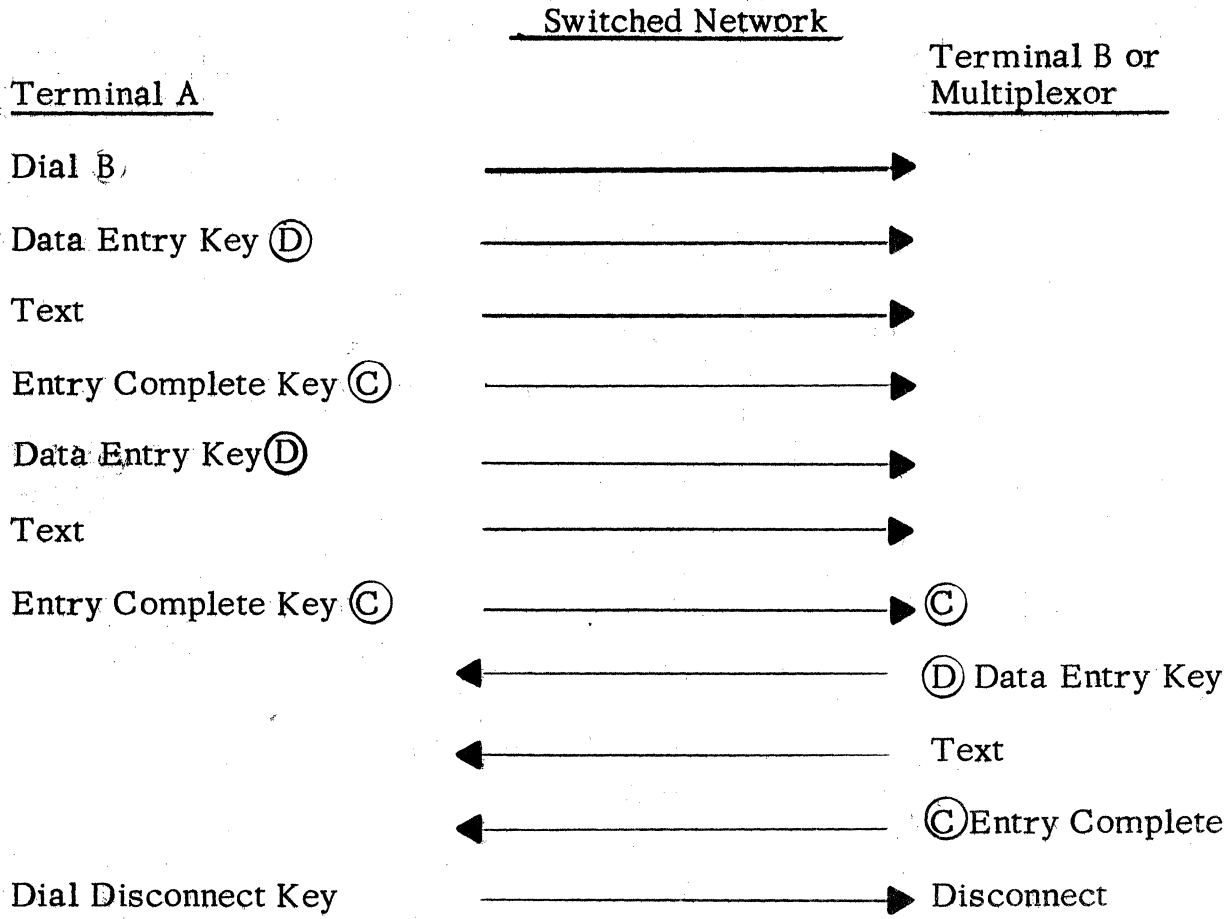 Switched Network
Terminal A
Terminal B or
Multiplexor
Dial B
Data Entry Key Ⓓ
Text
Entry Complete Key Ⓒ
Data Entry Key Ⓓ
Text
Entry Complete Key Ⓒ Ⓒ
Ⓓ Data Entry Key
Text
Ⓒ Entry Complete
Dial Disconnect Key Disconnect